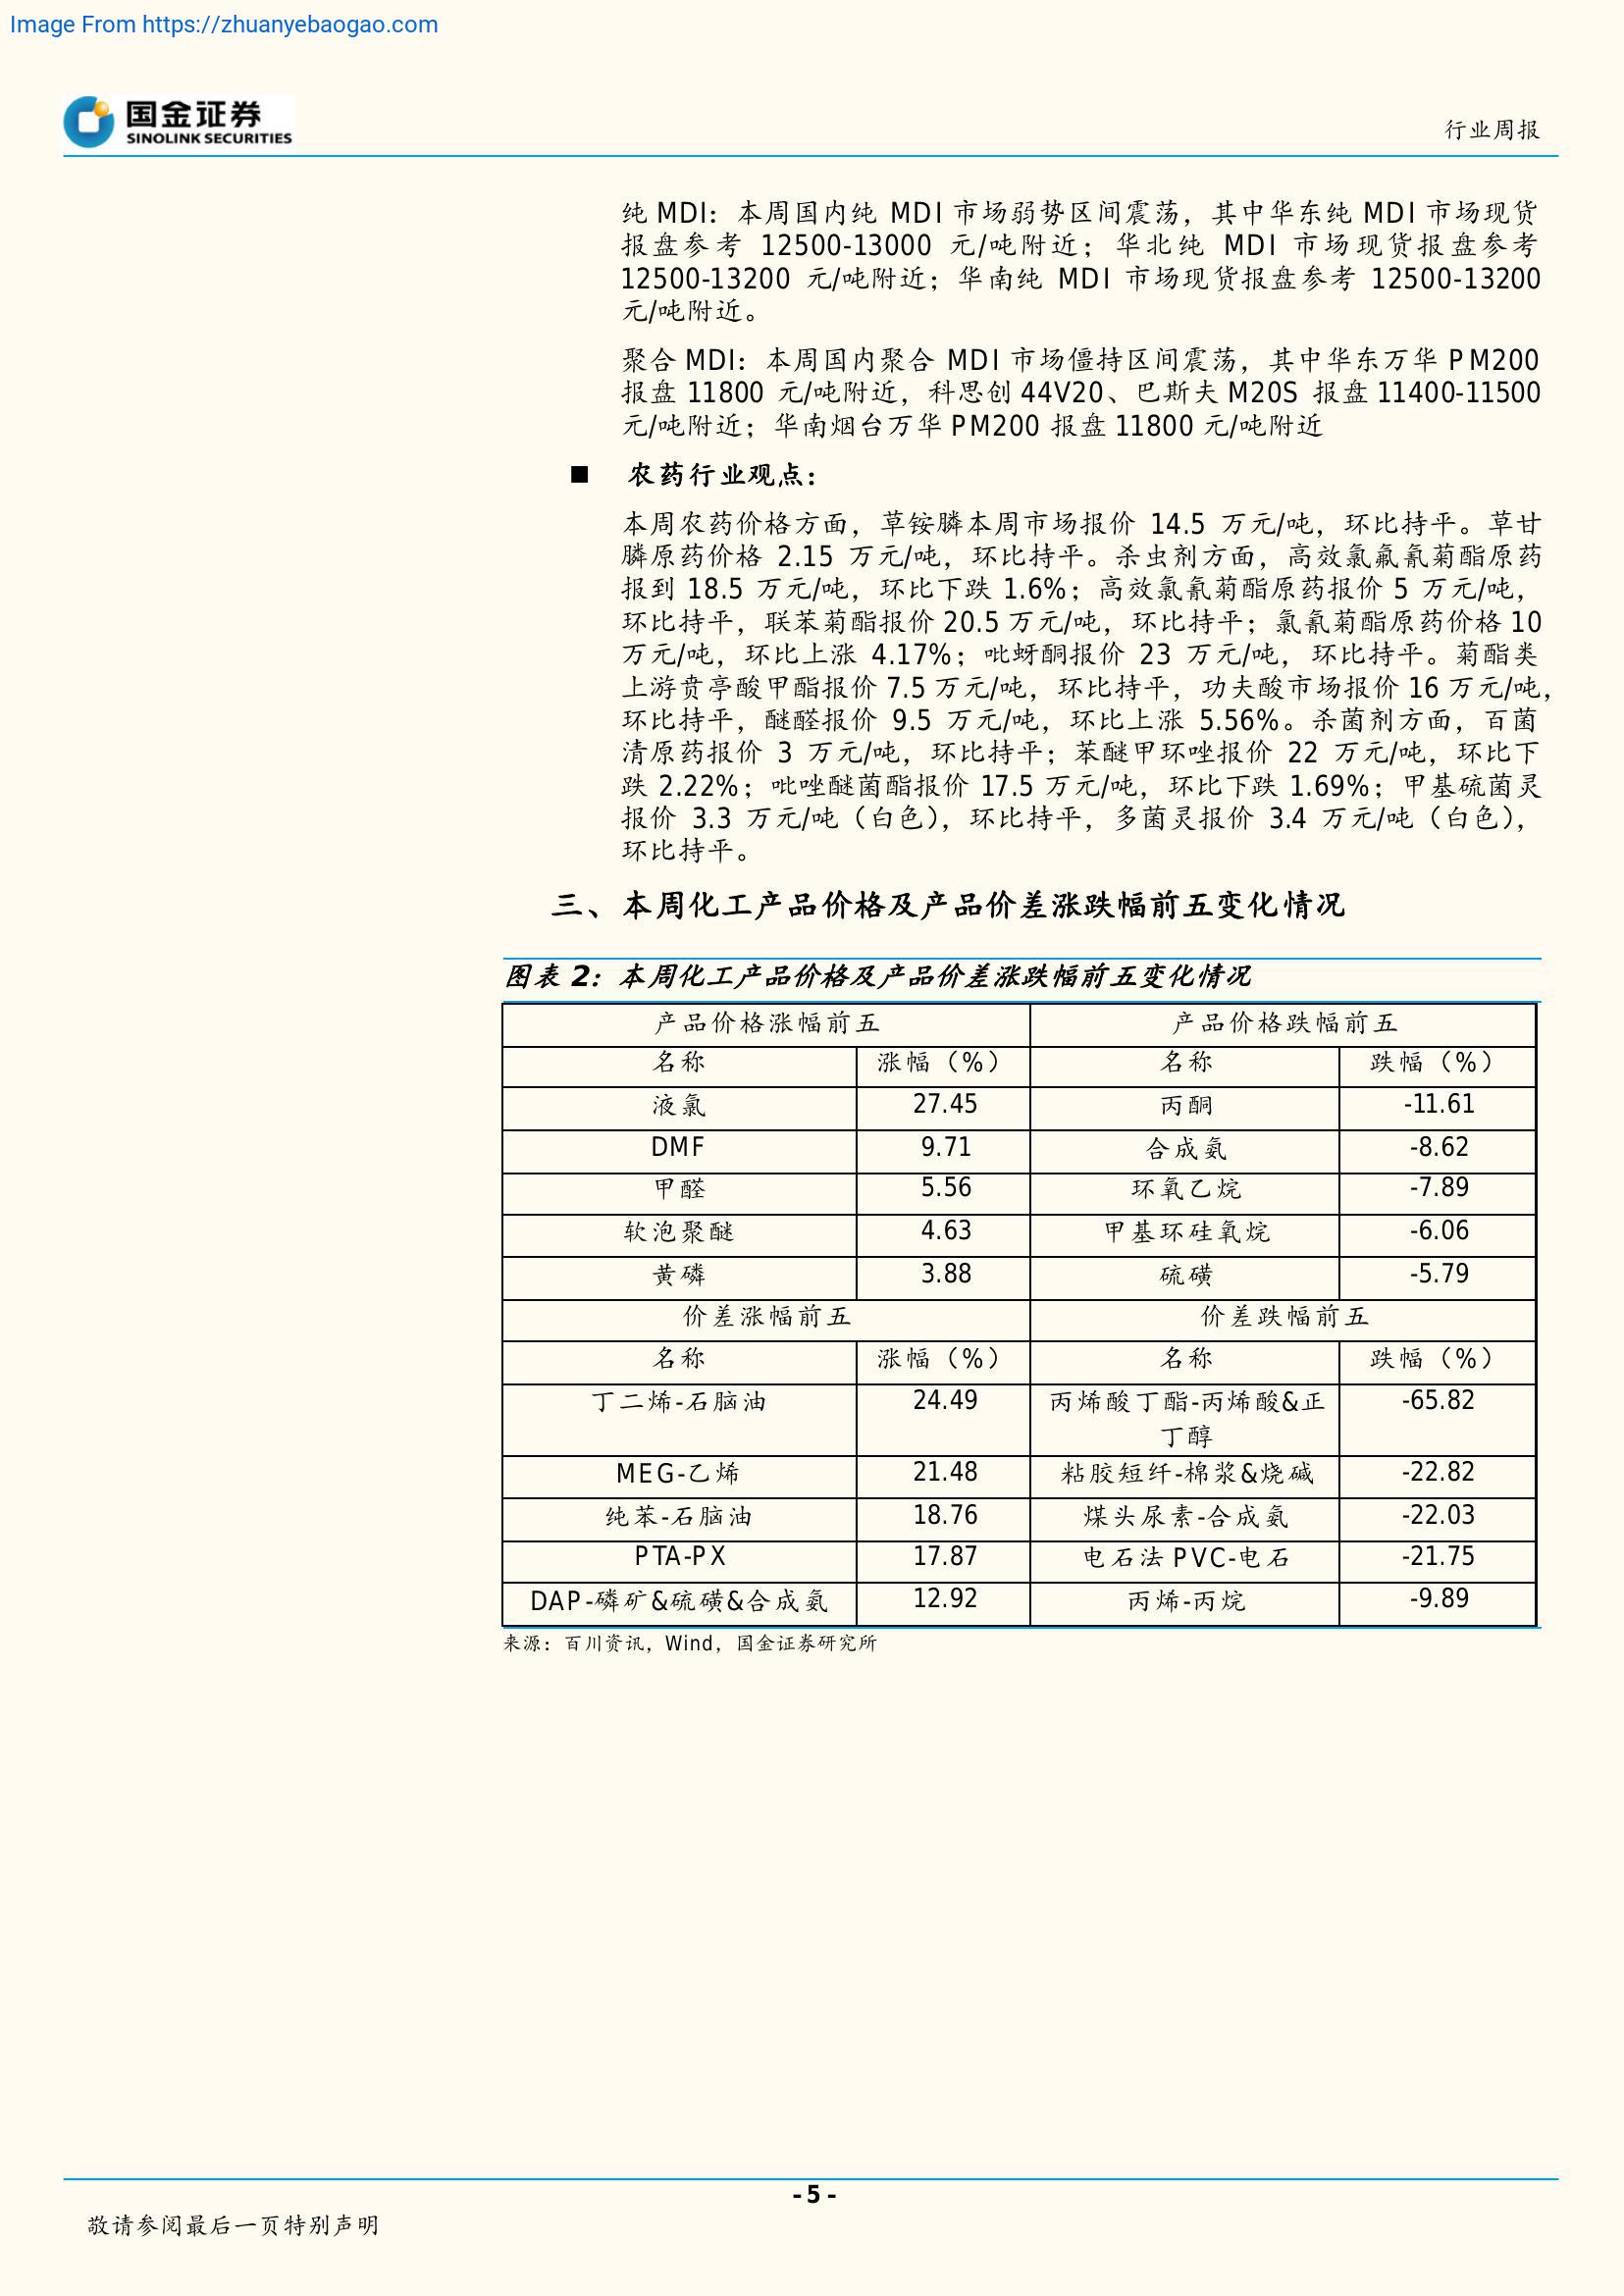 Image From https://zhuanyebaogao.com
国金证券
SINOLINK SECURITIES
行业周报
纯 MDI：本周国内纯 MDI 市场弱势区间震荡，其中华东纯 MDI 市场现货
报盘参考 12500-13000 元/吨附近；华北纯 MDI 市场现货报盘参考
12500-13200 元/吨附近；华南纯 MDI 市场现货报盘参考 12500-13200
元/吨附近。
聚合 MDI：本周国内聚合 MDI 市场僵持区间震荡，其中华东万华 PM200
报盘 11800 元/吨附近，科思创 44V20、巴斯夫 M20S 报盘 11400-11500
元/吨附近；华南烟台万华 PM200 报盘 11800 元/吨附近
■ 农药行业观点：
本周农药价格方面，草铵膦本周市场报价 14.5 万元/吨，环比持平。草甘
膦原药价格 2.15 万元/吨，环比持平。杀虫剂方面，高效氯氟氰菊酯原药
报到 18.5 万元/吨，环比下跌 1.6%；高效氯氰菊酯原药报价 5 万元/吨，
环比持平，联苯菊酯报价 20.5 万元/吨，环比持平；氯氰菊酯原药价格 10
万元/吨，环比上涨 4.17%；吡蚜酮报价 23 万元/吨，环比持平。菊酯类
上游贲亭酸甲酯报价 7.5 万元/吨，环比持平，功夫酸市场报价 16 万元/吨，
环比持平，醚醛报价 9.5 万元/吨，环比上涨 5.56%。杀菌剂方面，百菌
清原药报价 3 万元/吨，环比持平；苯醚甲环唑报价 22 万元/吨，环比下
跌 2.22%；吡唑醚菌酯报价 17.5 万元/吨，环比下跌 1.69%；甲基硫菌灵
报价 3.3 万元/吨（白色），环比持平，多菌灵报价 3.4 万元/吨（白色），
环比持平。
三、本周化工产品价格及产品价差涨跌幅前五变化情况
图表 2：本周化工产品价格及产品价差涨跌幅前五变化情况
产品价格涨幅前五 产品价格跌幅前五
名称 涨幅（%） 名称 跌幅（%）
液氯 27.45 丙酮 -11.61
DMF 9.71 合成氨 -8.62
甲醛 5.56 环氧乙烷 -7.89
软泡聚醚 4.63 甲基环硅氧烷 -6.06
黄磷 3.88 硫磺 -5.79
价差涨幅前五 价差跌幅前五
名称 涨幅（%） 名称 跌幅（%）
丁二烯-石脑油 24.49 丙烯酸丁酯-丙烯酸&正 -65.82
丁醇
MEG-乙烯 21.48 粘胶短纤-棉浆&烧碱 -22.82
纯苯-石脑油 18.76 煤头尿素-合成氨 -22.03
PTA-PX 17.87 电石法 PVC-电石 -21.75
DAP-磷矿&硫磺&合成氨 12.92 丙烯-丙烷 -9.89
来源：百川资讯，Wind，国金证券研究所
- 5 -
敬请参阅最后一页特别声明